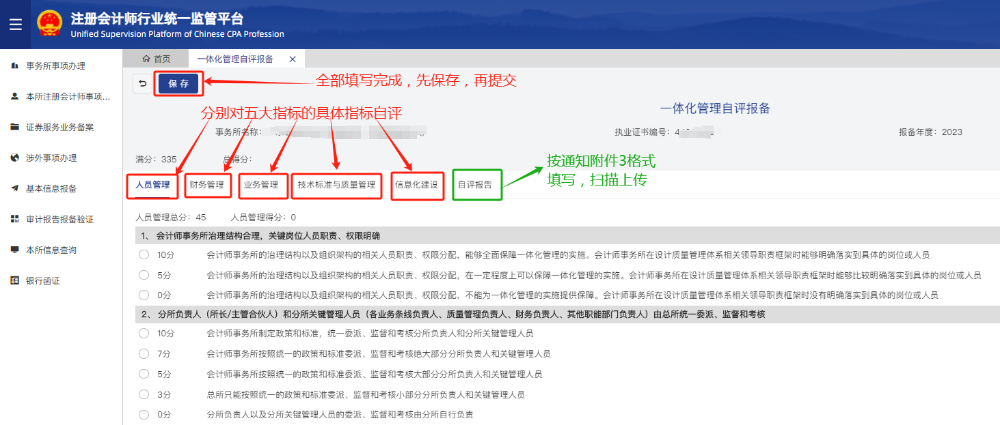 注册会计师行业统一监管平台
Unified Supervision Platform of Chinese CPA Profession
首页
一体化管理自评报备
事务所事项办理
本所注册会计师事项...
证券服务业务备案
涉外事项办理
基本信息报备
审计报告报备验证
本所信息查询
银行函证
保存
全部填写完成，先保存，再提交
分别对五大指标的具体指标自评
一体化管理自评报备
事务所名称：
执业证书编号：4
报备年度：2023
满分：335
总得分：
按通知附件3格式
填写，扫描上传
人员管理
财务管理
业务管理
技术标准与质量管理
信息化建设
自评报告
人员管理总分：45 人员管理得分：0
1、 会计师事务所治理结构合理，关键岗位人员职责、权限明确
10分 会计师事务所的治理结构以及组织架构的相关人员职责、权限分配，能够全面保障一体化管理的实施。会计师事务所在设计质量管理体系相关领导职责框架时能够明确落实到具体的岗位或人员
5分 会计师事务所的治理结构以及组织架构的相关人员职责、权限分配，在一定程度上可以保障一体化管理的实施。会计师事务所在设计质量管理体系相关领导职责框架时能够比较明确落实到具体的岗位或人员
0分 会计师事务所的治理结构以及组织架构的相关人员职责、权限分配，不能为一体化管理的实施提供保障。会计师事务所在设计质量管理体系相关领导职责框架时没有明确落实到具体的岗位或人员
2、 分所负责人（所长/主管合伙人）和分所关键管理人员（各业务条线负责人、质量管理负责人、财务负责人、其他职能部门负责人）由总所统一委派、监督和考核
10分 会计师事务所制定政策和标准，统一委派、监督和考核分所负责人和分所关键管理人员
7分 会计师事务所按照统一的政策和标准委派、监督和考核绝大部分分所负责人和关键管理人员
5分 会计师事务所按照统一的政策和标准委派、监督和考核大部分分所负责人和关键管理人员
3分 总所只能按照统一的政策和标准委派、监督和考核小部分分所负责人和关键管理人员
0分 分所负责人以及分所关键管理人员的委派、监督和考核由分所自行负责